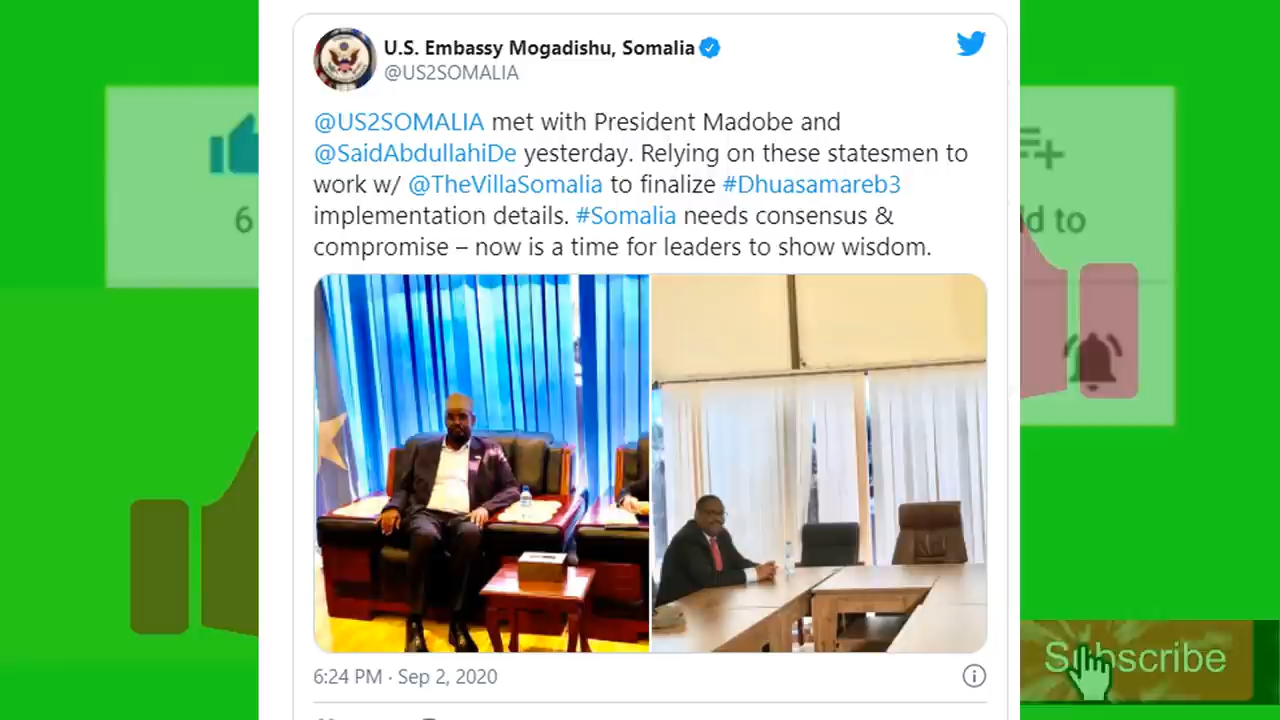 U.S. Embassy Mogadishu, Somalia
@US2SOMALIA
@US2SOMALIA met with President Madobe and
@SaidAbdullahiDe yesterday. Relying on these statesmen to
work w/ @TheVillaSomalia to finalize #Dhuasamareb3
implementation details. #Somalia needs consensus &
compromise – now is a time for leaders to show wisdom.
6
d to
6:24 PM · Sep 2, 2020
Subscribe